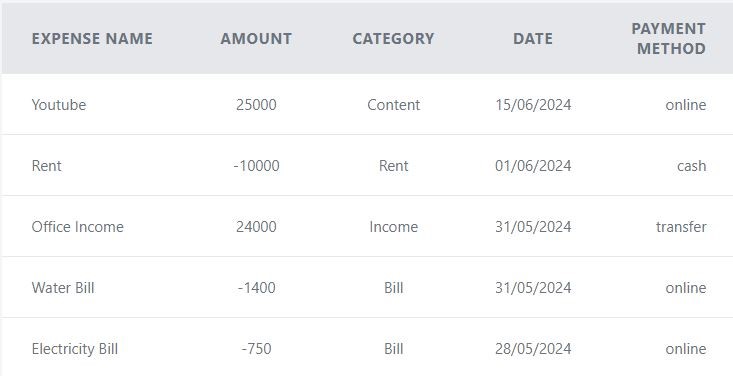 EXPENSE NAME AMOUNT CATEGORY DATE PAYMENT METHOD
Youtube 25000 Content 15/06/2024 online
Rent -10000 Rent 01/06/2024 cash
Office Income 24000 Income 31/05/2024 transfer
Water Bill -1400 Bill 31/05/2024 online
Electricity Bill -750 Bill 28/05/2024 online